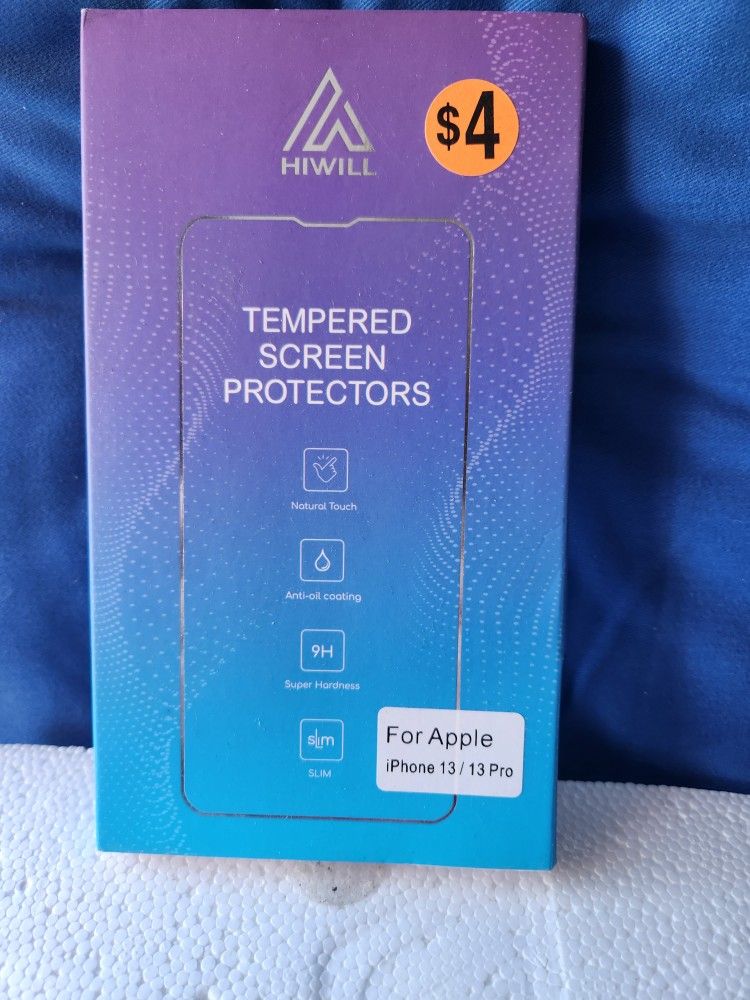 HIWILL
$4
TEMPERED
SCREEN
PROTECTORS
Natural Touch
Anti-oil coating
9H
Super Hardness
slim
SLIM
For Apple
iPhone 13 / 13 Pro